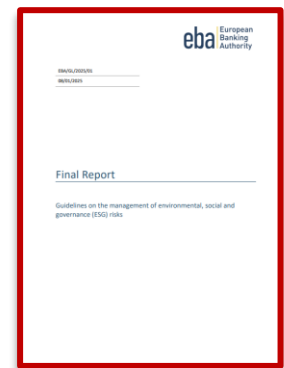 eba European
Banking
Authority
EBA/GL/2025/01
08/01/2025
Final Report
Guidelines on the management of environmental, social and
governance (ESG) risks